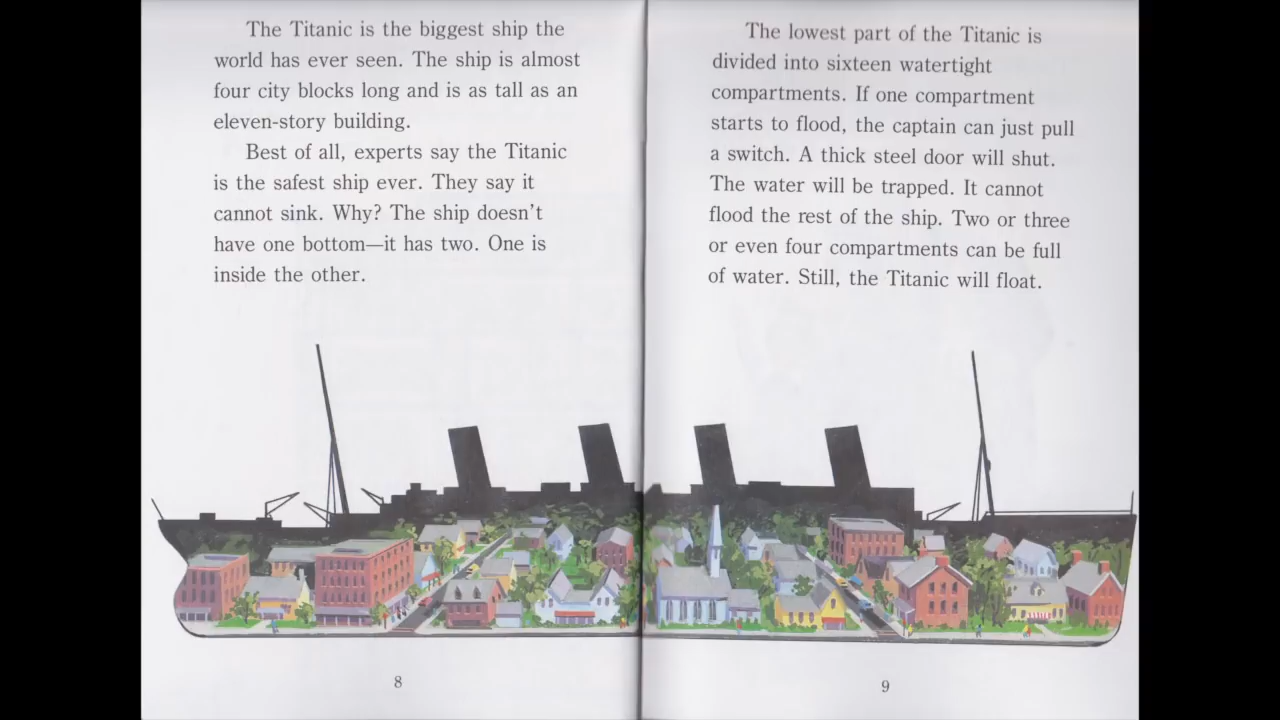 The Titanic is the biggest ship the
world has ever seen. The ship is almost
four city blocks long and is as tall as an
eleven-story building.
Best of all, experts say the Titanic
is the safest ship ever. They say it
cannot sink. Why? The ship doesn't
have one bottom—it has two. One is
inside the other.
8
The lowest part of the Titanic is
divided into sixteen watertight
compartments. If one compartment
starts to flood, the captain can just pull
a switch. A thick steel door will shut.
The water will be trapped. It cannot
flood the rest of the ship. Two or three
or even four compartments can be full
of water. Still, the Titanic will float.
9